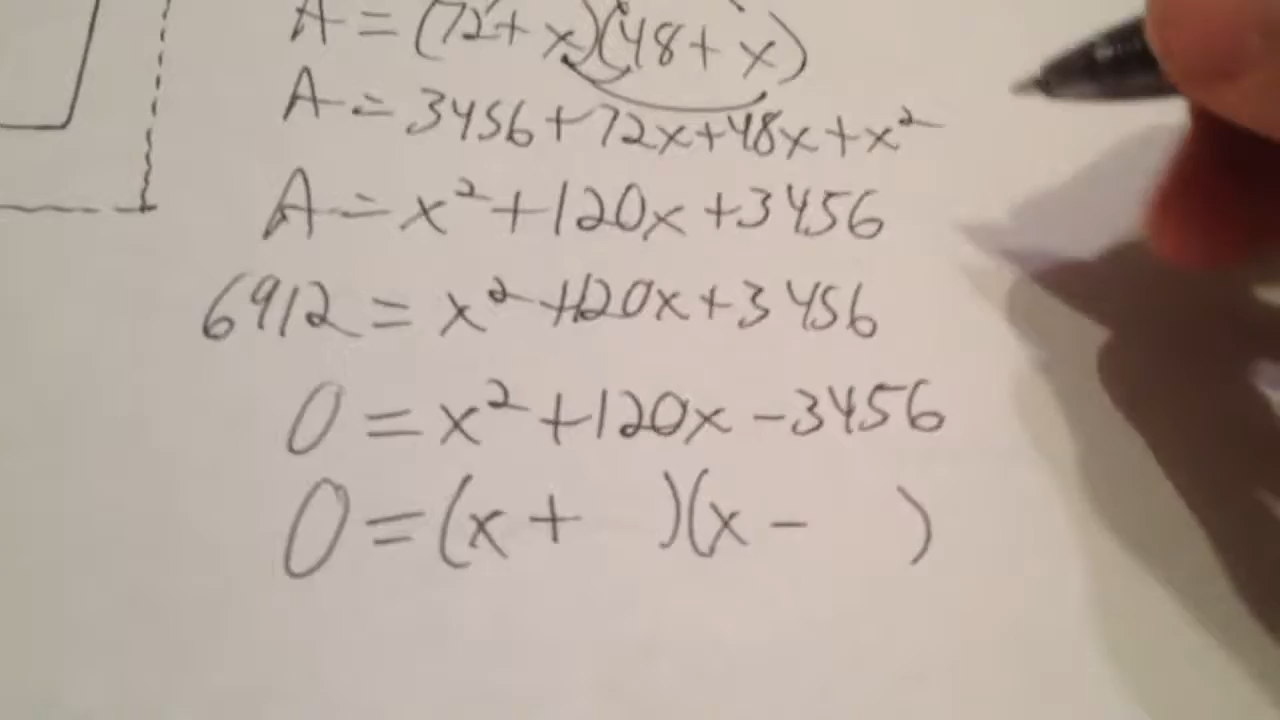 A = (72 + x)(48 + x)
A = 3456 + 72x + 48x + x²
A = x² + 120x + 3456
6912 = x² + 120x + 3456
0 = x² + 120x - 3456
0 = (x +    )(x -    )